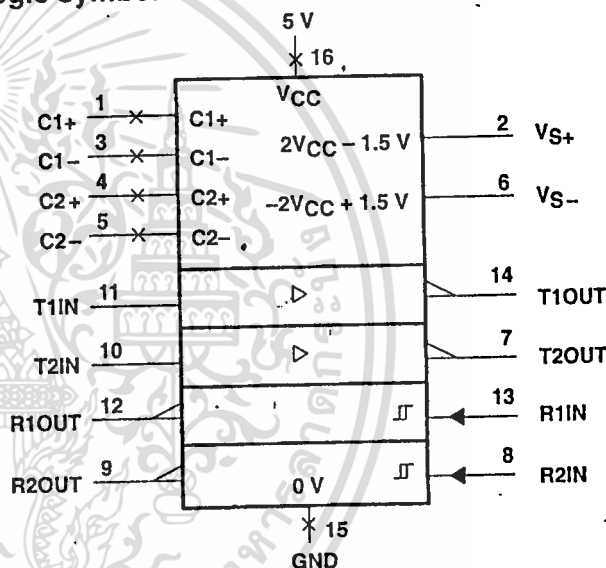 5 V
16
VCC
C1+ 1 C1+
2VCC – 1.5 V 2 VS+
C1– 3 C1–
C2+ 4 C2+
–2VCC + 1.5 V 6 VS–
C2– 5 C2–
T1IN 11 14 T1OUT
T2IN 10 7 T2OUT
R1OUT 12 13 R1IN
R2OUT 9 8 R2IN
0 V
15
GND